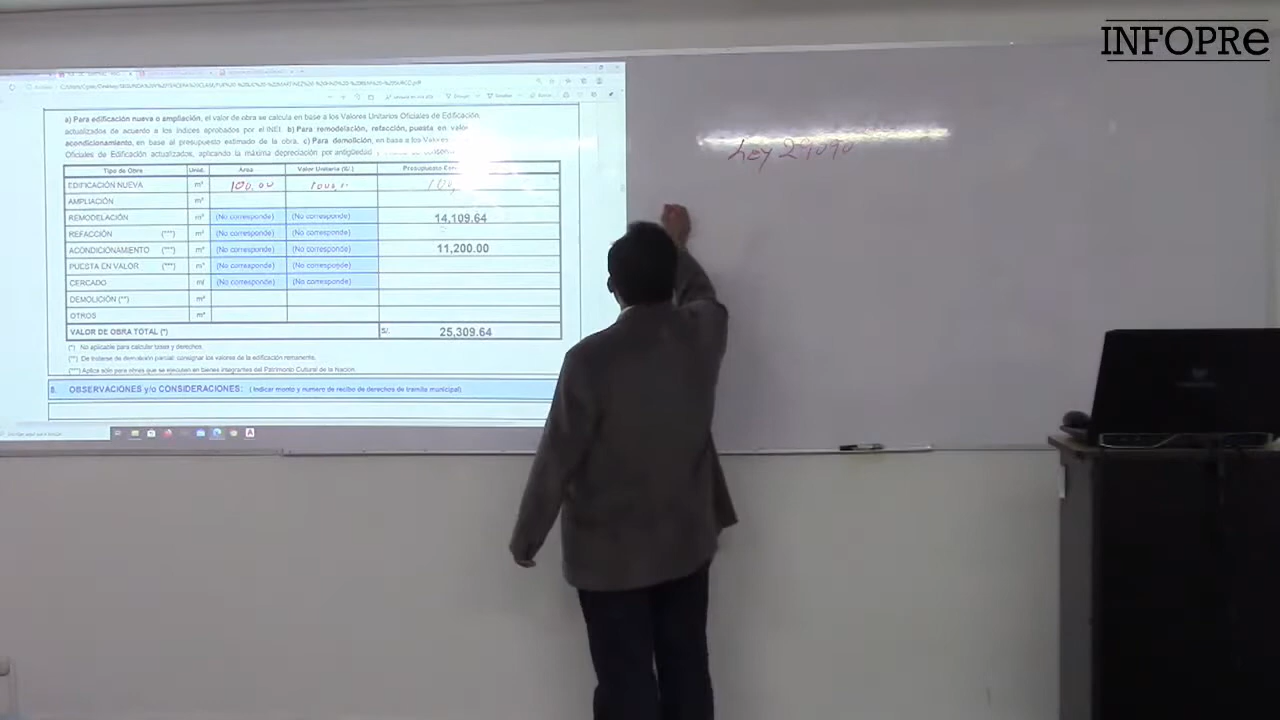 INFOPRe
a) Para edificación nueva o ampliación, el valor de obra se calcula en base a los Valores Unitarios Oficiales de Edificación,
actualizados de acuerdo a los índices aprobados por el INEI. b) Para remodelación, refacción, puesta en valor
acondicionamiento, en base al presupuesto estimado de la obra. c) Para demolición, en base a los Valores
Oficiales de Edificación actualizados, aplicando la máxima depreciación por antigüedad
Ley 29090
Tipo de Obra Unid. Área Valor Unitario (S/.) Presupuesto
EDIFICACIÓN NUEVA m² 100.00
AMPLIACIÓN m²
REMODELACIÓN m² (No corresponde) (No corresponde) 14,109.64
REFACCIÓN (***) m² (No corresponde) (No corresponde)
ACONDICIONAMIENTO (***) m² (No corresponde) (No corresponde) 11,200.00
PUESTA EN VALOR (***) m² (No corresponde) (No corresponde)
CERCADO ml (No corresponde) (No corresponde)
DEMOLICIÓN (**) m²
OTROS m²
VALOR DE OBRA TOTAL (*) S/. 25,309.64
(*) No aplicable para calcular tasas y derechos.
(**) De tratarse de demolición parcial: consignar los valores de la edificación remanente.
(***) Aplica sólo para obras que se ejecuten en bienes integrantes del Patrimonio Cultural de la Nación.
8. OBSERVACIONES y/o CONSIDERACIONES: (Indicar monto y numero de recibo de derechos de tramite municipal)